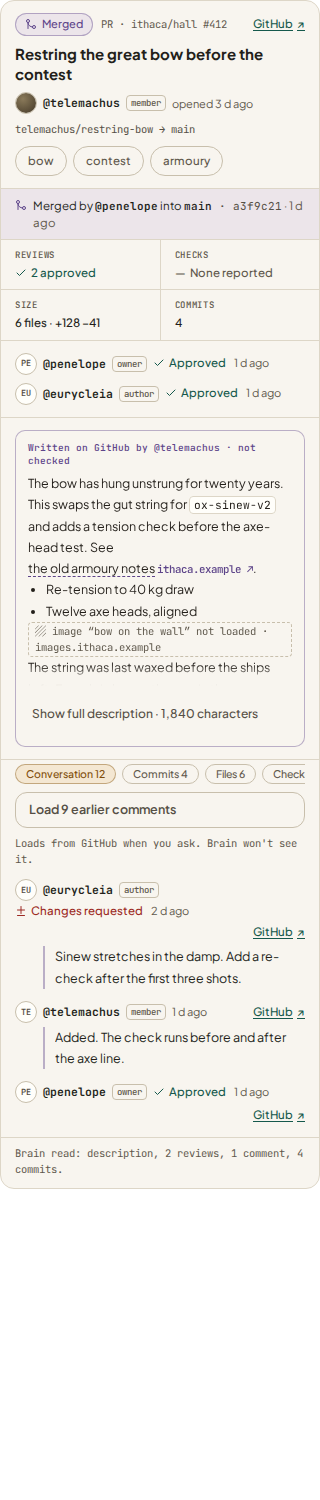 Merged PR · ithaca/hall #412 GitHub ↗
Restring the great bow before the
contest
@telemachus member opened 3 d ago
telemachus/restring-bow → main
bow contest armoury
Merged by @penelope into main · a3f9c21 · 1 d
ago
REVIEWS CHECKS
✓ 2 approved — None reported
SIZE COMMITS
6 files · +128 −41 4
PE @penelope owner ✓ Approved 1 d ago
EU @eurycleia author ✓ Approved 1 d ago
Written on GitHub by @telemachus · not
checked
The bow has hung unstrung for twenty years.
This swaps the gut string for ox-sinew-v2
and adds a tension check before the axe-
head test. See
the old armoury notes ithaca.example ↗.
• Re-tension to 40 kg draw
• Twelve axe heads, aligned
image “bow on the wall” not loaded ·
images.ithaca.example
The string was last waxed before the ships
Show full description · 1,840 characters
Conversation 12 Commits 4 Files 6 Check
Load 9 earlier comments
Loads from GitHub when you ask. Brain won't see
it.
EU @eurycleia author
± Changes requested 2 d ago
GitHub ↗
Sinew stretches in the damp. Add a re-
check after the first three shots.
TE @telemachus member 1 d ago GitHub ↗
Added. The check runs before and after
the axe line.
PE @penelope owner ✓ Approved 1 d ago
GitHub ↗
Brain read: description, 2 reviews, 1 comment, 4
commits.